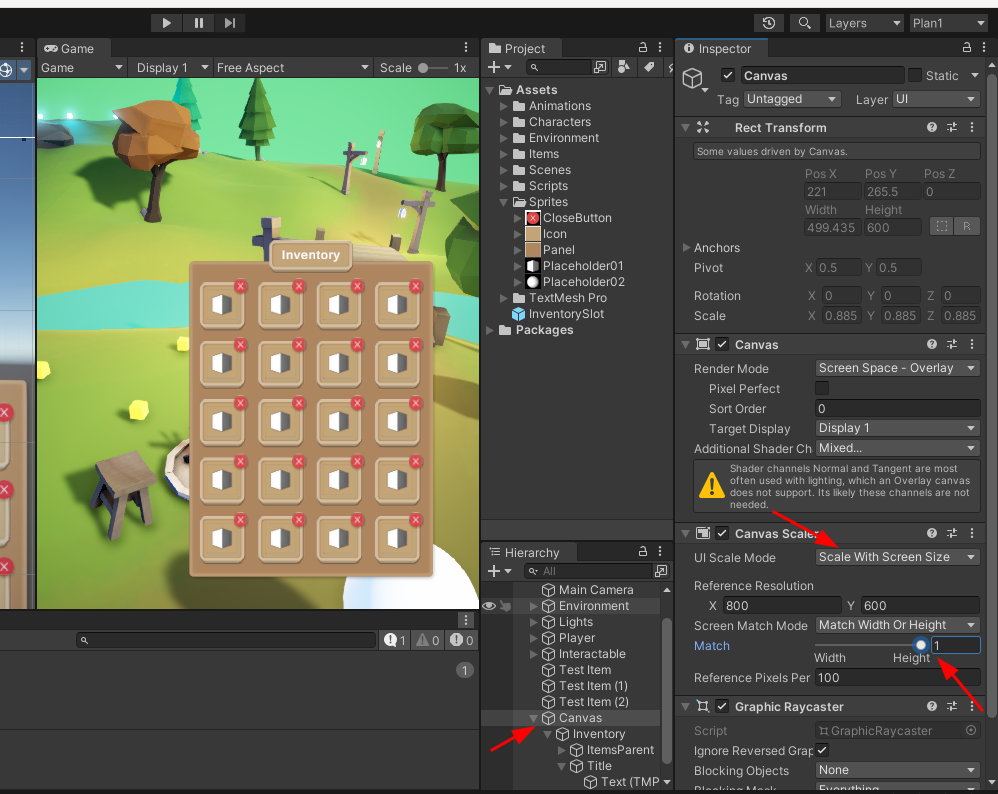 Layers
Plan1
Game
Game
Display 1
Free Aspect
Scale
1x
Inventory
1
0
0
1
Project
Assets
Animations
Characters
Environment
Items
Scenes
Scripts
Sprites
CloseButton
Icon
Panel
Placeholder01
Placeholder02
TextMesh Pro
InventorySlot
Packages
Hierarchy
All
Main Camera
Environment
Lights
Player
Interactable
Test Item
Test Item (1)
Test Item (2)
Canvas
Inventory
ItemsParent
Title
Text (TMP
Inspector
Canvas
Static
Tag Untagged Layer UI
Rect Transform
Some values driven by Canvas.
Pos X Pos Y Pos Z
221 265.5 0
Width Height
499.435 600 R
Anchors
Pivot X 0.5 Y 0.5
Rotation X 0 Y 0 Z 0
Scale X 0.885 Y 0.885 Z 0.885
Canvas
Render Mode Screen Space - Overlay
Pixel Perfect
Sort Order 0
Target Display Display 1
Additional Shader Ch Mixed...
Shader channels Normal and Tangent are most
often used with lighting, which an Overlay canvas
does not support. Its likely these channels are not
needed.
Canvas Scaler
UI Scale Mode Scale With Screen Size
Reference Resolution
X 800 Y 600
Screen Match Mode Match Width Or Height
Match 1
Width Height
Reference Pixels Per 100
Graphic Raycaster
Script GraphicRaycaster
Ignore Reversed Grap
Blocking Objects None
Blocking Mask Everything